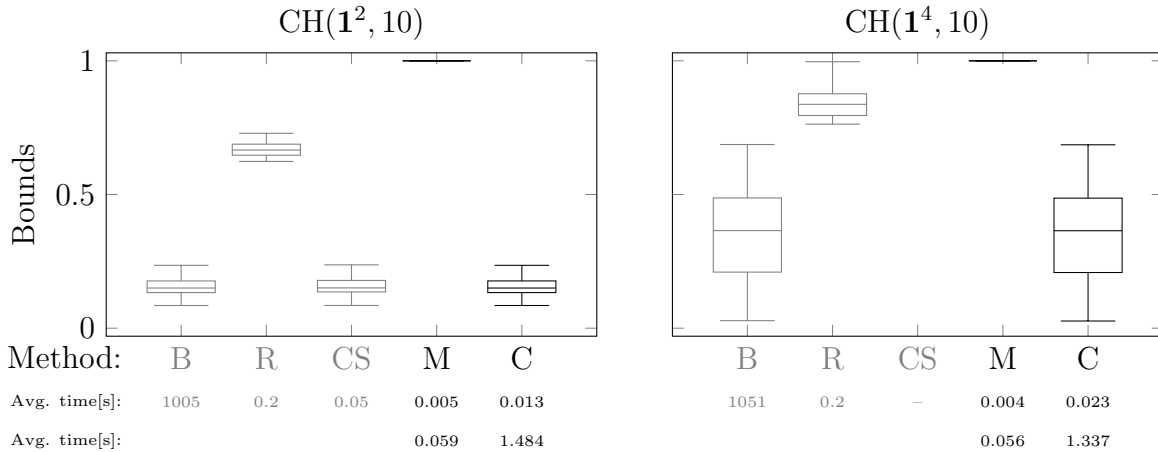 CH(𝟏², 10) CH(𝟏⁴, 10)
1
0.5
0
Bounds
Method: B R CS M C B R CS M C
Avg. time[s]: 1005 0.2 0.05 0.005 0.013 1051 0.2 – 0.004 0.023
Avg. time[s]: 0.059 1.484 0.056 1.337